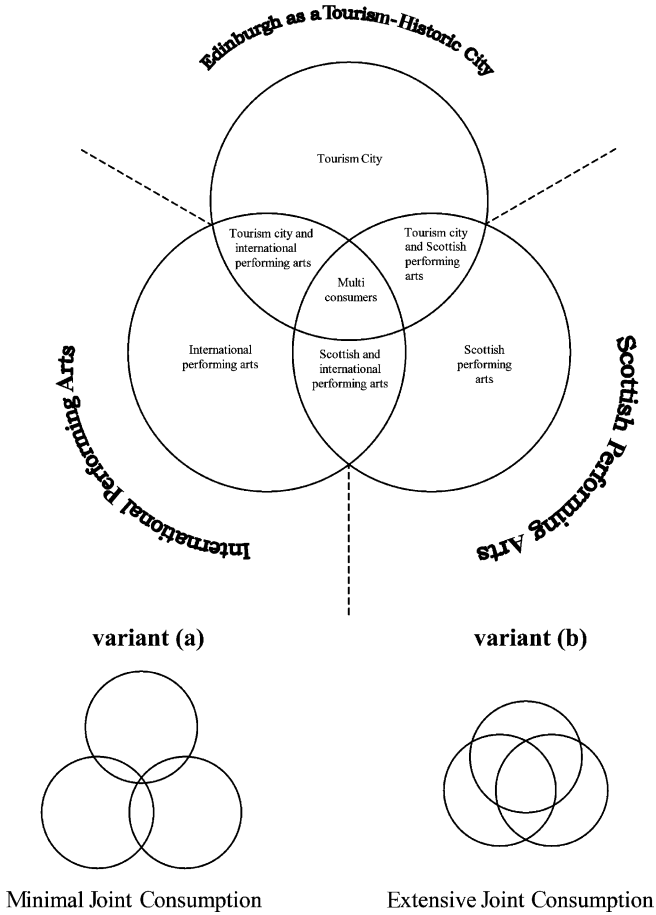 Edinburgh as a Tourism-Historic City
Tourism City
Tourism city and
international
performing arts
Tourism city
and Scottish
performing
arts
Multi
consumers
International
performing arts
Scottish and
international
performing arts
Scottish
performing
arts
International Performing Arts
Scottish Performing Arts
variant (a)
variant (b)
Minimal Joint Consumption
Extensive Joint Consumption